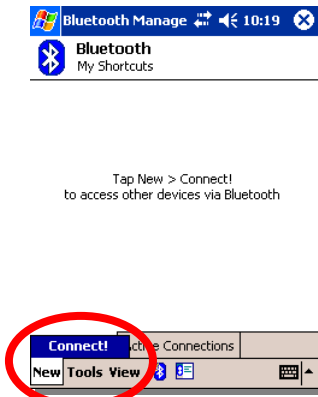 Bluetooth Manage 10:19
Bluetooth
My Shortcuts
Tap New > Connect!
to access other devices via Bluetooth
Connect! Active Connections
New Tools View